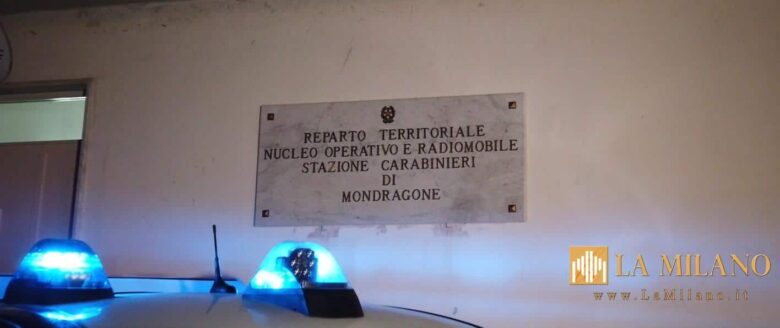 REPARTO TERRITORIALE
NUCLEO OPERATIVO E RADIOMOBILE
STAZIONE CARABINIERI
DI
MONDRAGONE
LA MILANO
www.LaMilano.it